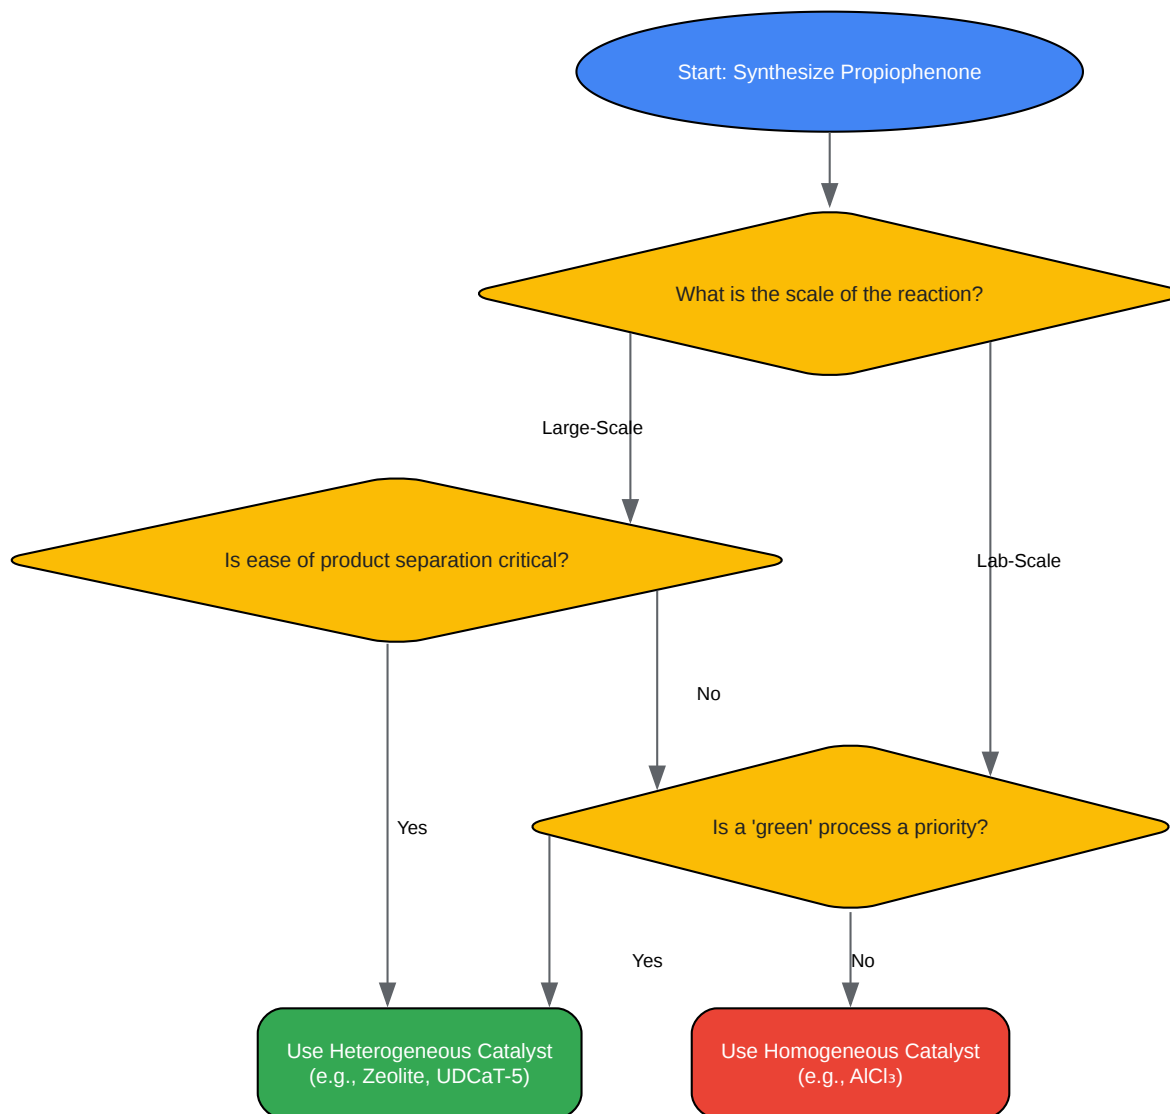 Start: Synthesize Propiophenone
What is the scale of the reaction?
Large-Scale
Is ease of product separation critical?
Lab-Scale
No
Is a 'green' process a priority?
Yes
Yes
No
Use Heterogeneous Catalyst
(e.g., Zeolite, UDCaT-5)
Use Homogeneous Catalyst
(e.g., AlCl₃)